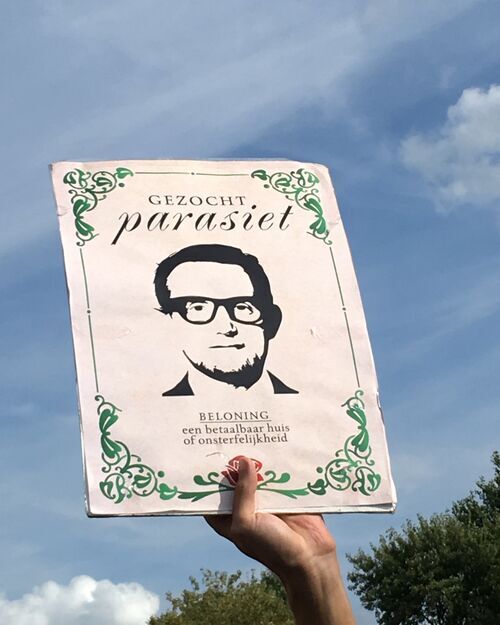 GEZOCHT
parasiet
BELONING
een betaalbaar huis
of onsterfelijkheid